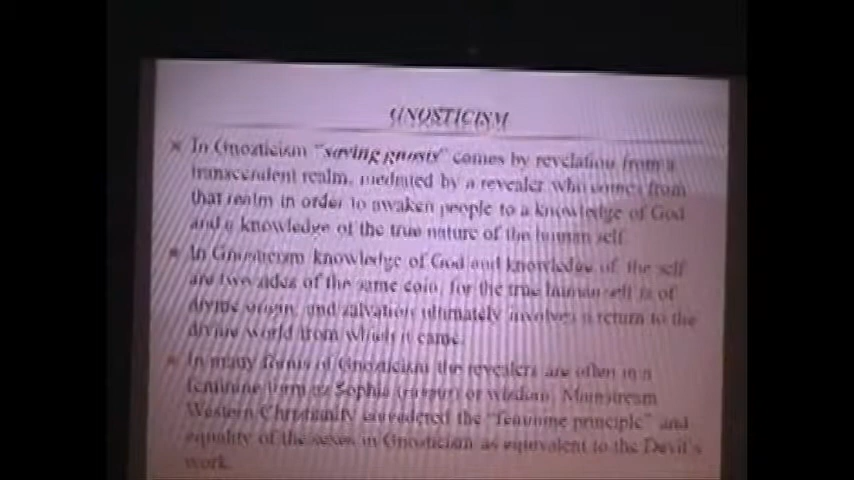 GNOSTICISM
In Gnosticism "saving gnosis" comes by revelation from a
transcendent realm, mediated by a revealer who comes from
that realm in order to awaken people to a knowledge of God
and a knowledge of the true nature of the human self.
In Gnosticism knowledge of God and knowledge of the self
are two sides of the same coin, for the true human self is of
divine origin, and salvation ultimately involves a return to the
divine world from which it came.
In many forms of Gnosticism the revealers are often in a
feminine form as Sophia or wisdom. Mainstream
Western Christianity considered the "feminine principle" and
equality of the sexes in Gnosticism as equivalent to the Devil's
work.